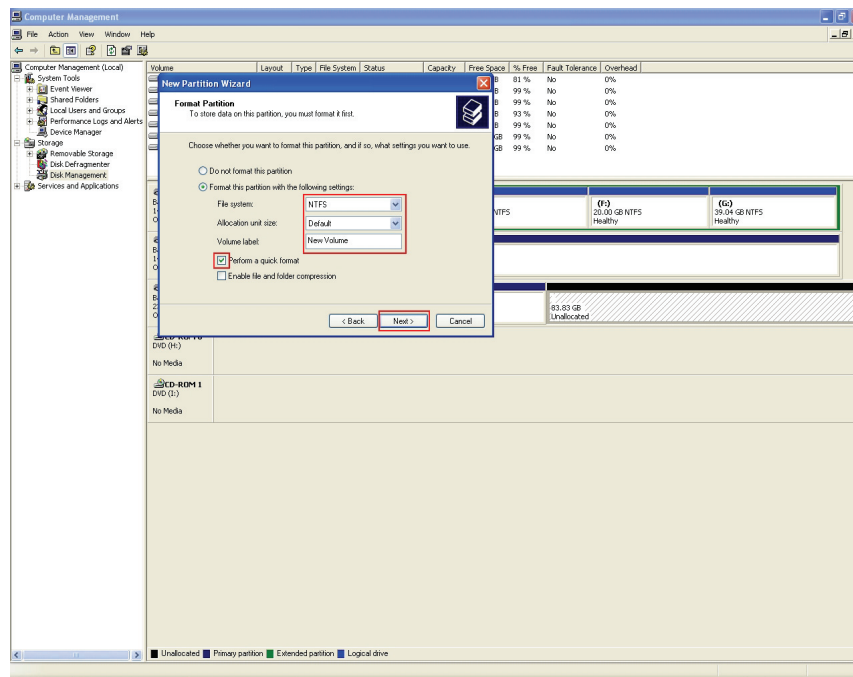 Computer Management
File Action View Window Help
Computer Management (Local)
System Tools
Event Viewer
Shared Folders
Local Users and Groups
Performance Logs and Alerts
Device Manager
Storage
Removable Storage
Disk Defragmenter
Disk Management
Services and Applications
Volume Layout Type File System Status Capacity Free Space % Free Fault Tolerance Overhead
B 81 % No 0%
B 99 % No 0%
B 99 % No 0%
B 93 % No 0%
B 99 % No 0%
GB 99 % No 0%
GB 99 % No 0%
New Partition Wizard
Format Partition
To store data on this partition, you must format it first.
Choose whether you want to format this partition, and if so, what settings you want to use.
Do not format this partition
Format this partition with the following settings:
File system: NTFS
Allocation unit size: Default
Volume label: New Volume
Perform a quick format
Enable file and folder compression
< Back Next > Cancel
NTFS
(F:)
20.00 GB NTFS
Healthy
(G:)
39.04 GB NTFS
Healthy
83.83 GB
Unallocated
DVD (H:)
No Media
CD-ROM 1
DVD (I:)
No Media
Unallocated Primary partition Extended partition Logical drive